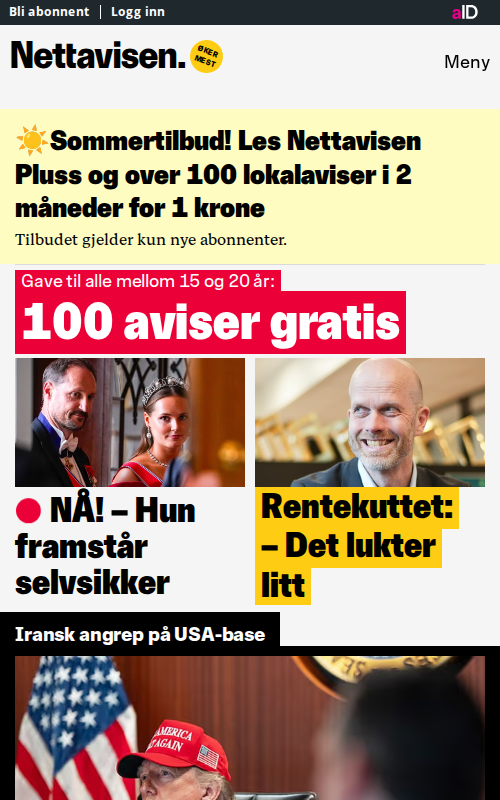 Bli abonnent | Logg inn
aID
Nettavisen.
ØKER
MEST
Meny
☀️Sommertilbud! Les Nettavisen
Pluss og over 100 lokalaviser i 2
måneder for 1 krone
Tilbudet gjelder kun nye abonnenter.
Gave til alle mellom 15 og 20 år:
100 aviser gratis
NÅ! – Hun
framstår
selvsikker
Rentekuttet:
– Det lukter
litt
Iransk angrep på USA-base
AMERICA
AGAIN